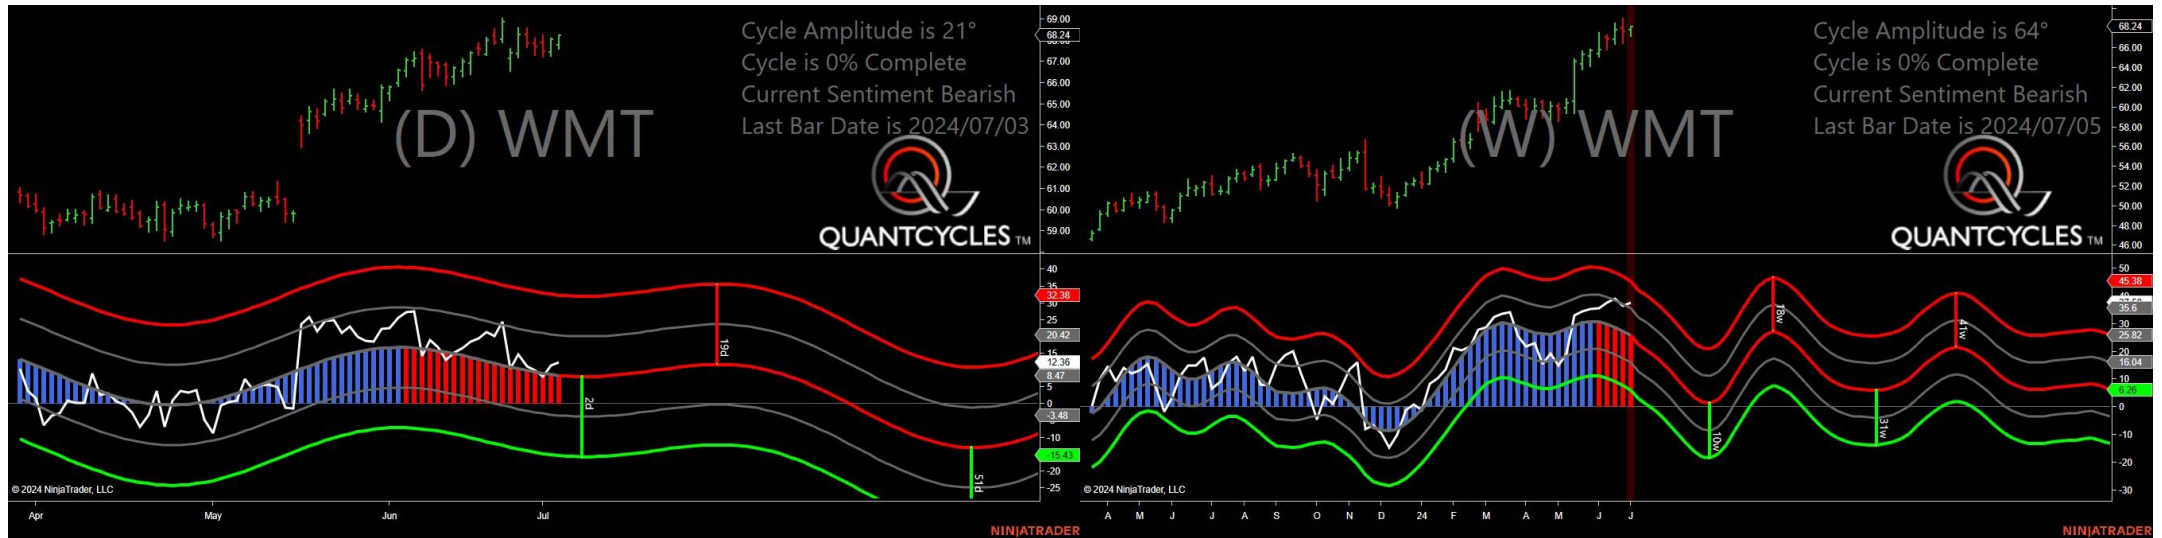 Cycle Amplitude is 21°
Cycle is 0% Complete
Current Sentiment Bearish
Last Bar Date is 2024/07/03
(D) WMT
QUANTCYCLES TM
69.00
68.24
67.00
66.00
65.00
64.00
63.00
62.00
61.00
60.00
59.00
40
35
32.38
30
25
20.42
15
12.36
8.47
5
0
-3.48
-10
-15.43
-20
-25
2d
19d
51d
© 2024 NinjaTrader, LLC
Apr May Jun Jul
NINJATRADER
Cycle Amplitude is 64°
Cycle is 0% Complete
Current Sentiment Bearish
Last Bar Date is 2024/07/05
(W) WMT
QUANTCYCLES TM
68.24
66.00
64.00
62.00
60.00
58.00
56.00
54.00
52.00
50.00
48.00
46.00
50
45.38
35.6
30
25.82
20
16.04
10
6.26
0
-10
-20
-30
10w
18w
31w
41w
© 2024 NinjaTrader, LLC
A M J J A S O N D 24 F M A M J J
NINJATRADER